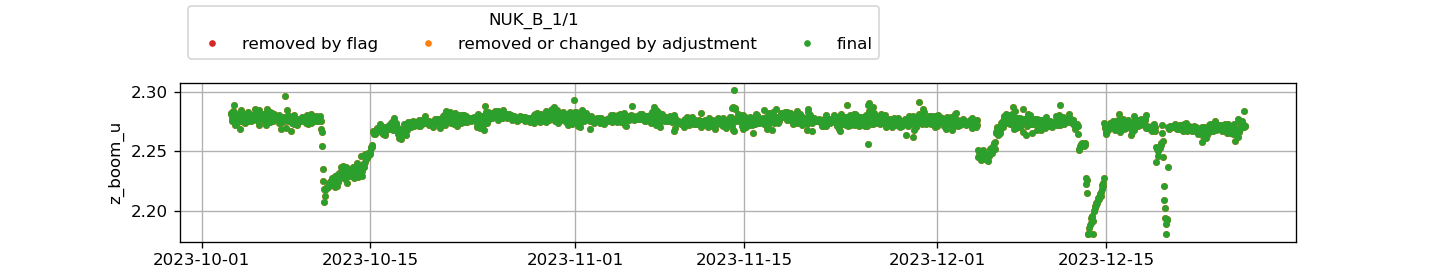 NUK_B_1/1
removed by flag removed or changed by adjustment final
2.30
2.25
2.20
z_boom_u
2023-10-01 2023-10-15 2023-11-01 2023-11-15 2023-12-01 2023-12-15